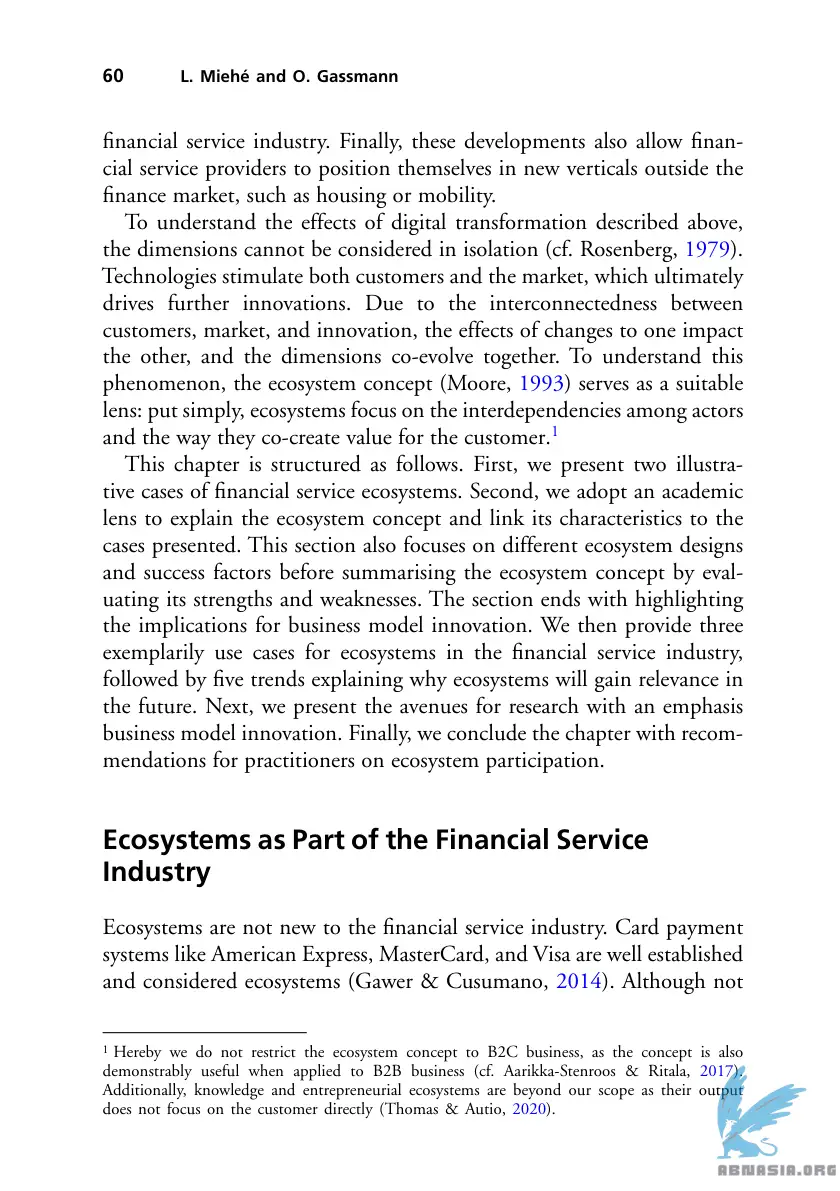 60 L. Miehé and O. Gassmann
financial service industry. Finally, these developments also allow finan-
cial service providers to position themselves in new verticals outside the
finance market, such as housing or mobility.
To understand the effects of digital transformation described above,
the dimensions cannot be considered in isolation (cf. Rosenberg, 1979).
Technologies stimulate both customers and the market, which ultimately
drives further innovations. Due to the interconnectedness between
customers, market, and innovation, the effects of changes to one impact
the other, and the dimensions co-evolve together. To understand this
phenomenon, the ecosystem concept (Moore, 1993) serves as a suitable
lens: put simply, ecosystems focus on the interdependencies among actors
and the way they co-create value for the customer.1
This chapter is structured as follows. First, we present two illustra-
tive cases of financial service ecosystems. Second, we adopt an academic
lens to explain the ecosystem concept and link its characteristics to the
cases presented. This section also focuses on different ecosystem designs
and success factors before summarising the ecosystem concept by eval-
uating its strengths and weaknesses. The section ends with highlighting
the implications for business model innovation. We then provide three
exemplarily use cases for ecosystems in the financial service industry,
followed by five trends explaining why ecosystems will gain relevance in
the future. Next, we present the avenues for research with an emphasis
business model innovation. Finally, we conclude the chapter with recom-
mendations for practitioners on ecosystem participation.
Ecosystems as Part of the Financial Service
Industry
Ecosystems are not new to the financial service industry. Card payment
systems like American Express, MasterCard, and Visa are well established
and considered ecosystems (Gawer & Cusumano, 2014). Although not
1 Hereby we do not restrict the ecosystem concept to B2C business, as the concept is also
demonstrably useful when applied to B2B business (cf. Aarikka-Stenroos & Ritala, 2017).
Additionally, knowledge and entrepreneurial ecosystems are beyond our scope as their output
does not focus on the customer directly (Thomas & Autio, 2020).
ABNASIA.ORG